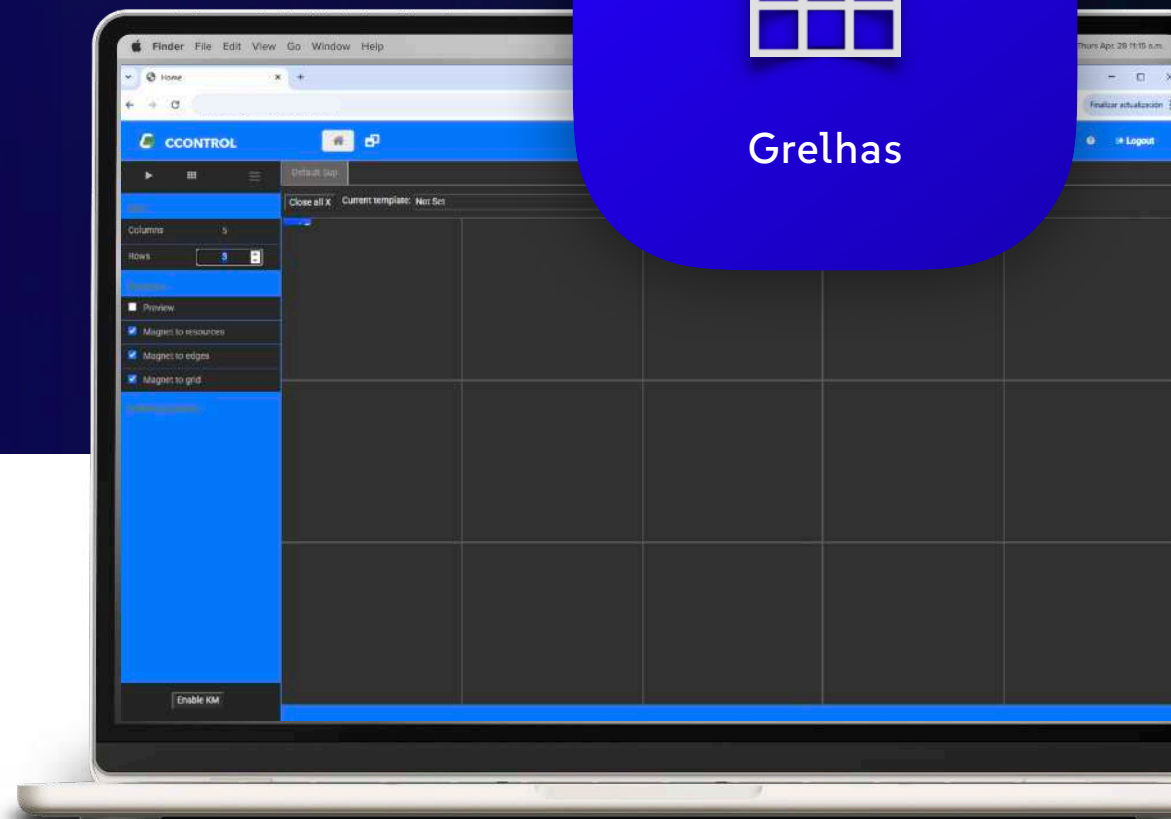 Finder File Edit View Go Window Help
Thurs Apr. 29 11:15 a.m.
Home
Finalizar actualización
CCONTROL
Logout
Grelhas
Default Sup
Close all X Current template: Not Set
Columns 5
Rows 3
Preview
Magnet to resources
Magnet to edges
Magnet to grid
Enable KM